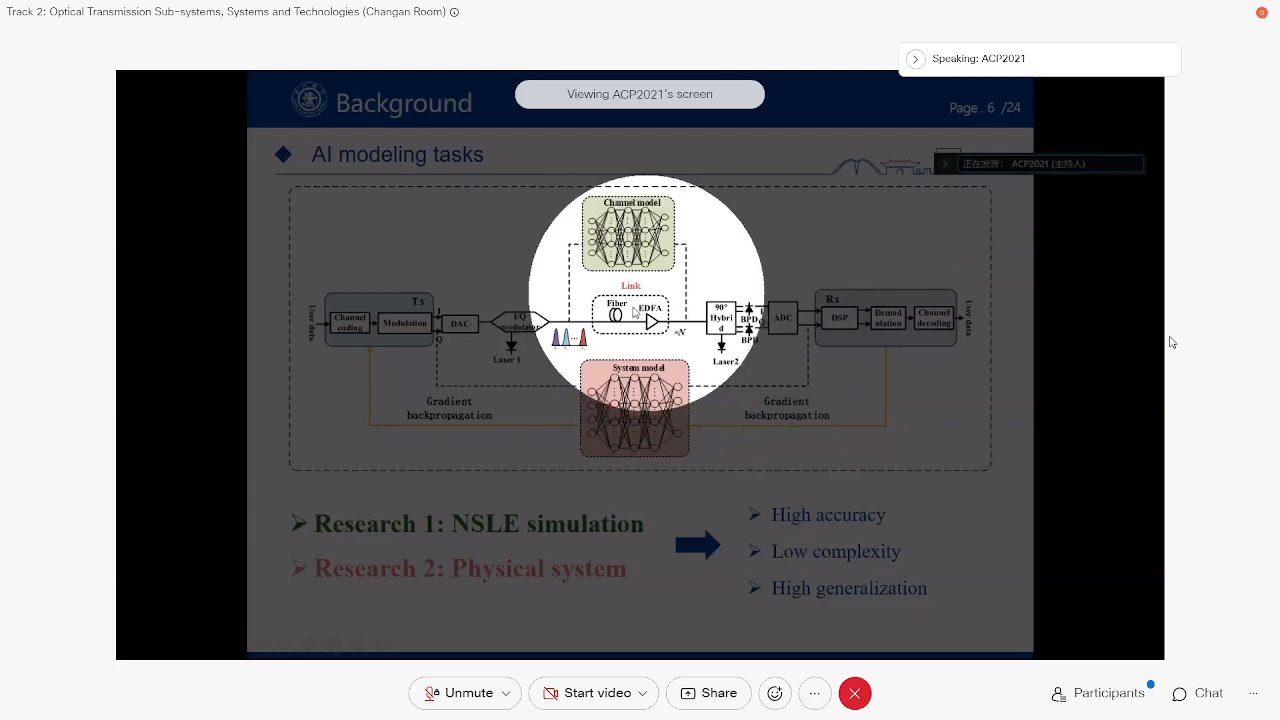 Track 2: Optical Transmission Sub-systems, Systems and Technologies (Changan Room)
Speaking: ACP2021
Viewing ACP2021's screen
Background
Page . 6 /24
AI modeling tasks
正在发言: ACP2021 (主持人)
Channel model
Link
Fiber
EDFA
×N
User data
Tx
Channel coding
Modulation
I
Q
DAC
I/Q modulator
Laser 1
90° Hybri d
BPD
BPD
Laser2
I
Q
ADC
Rx
DSP
Demod ulation
Channel decoding
User data
System model
Gradient backpropagation
Gradient backpropagation
Research 1: NSLE simulation
Research 2: Physical system
High accuracy
Low complexity
High generalization
Unmute
Start video
Share
Participants
Chat